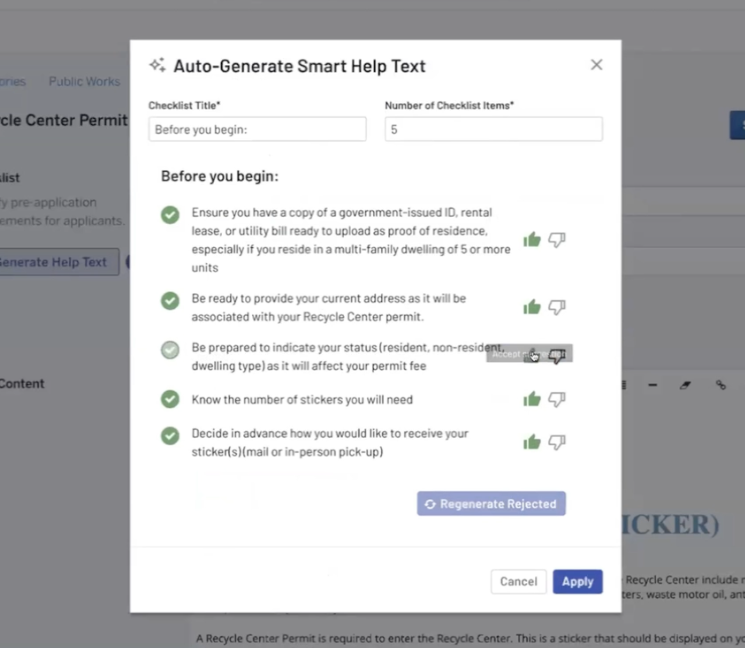 Auto-Generate Smart Help Text
ories Public Works
Checklist Title*
Number of Checklist Items*
cle Center Permit
Before you begin:
5
list
Before you begin:
fy pre-application
ements for applicants.
Generate Help Text
Ensure you have a copy of a government-issued ID, rental
lease, or utility bill ready to upload as proof of residence,
especially if you reside in a multi-family dwelling of 5 or more
units
Be ready to provide your current address as it will be
associated with your Recycle Center permit.
Be prepared to indicate your status (resident, non-resident,
dwelling type) as it will affect your permit fee
Accept
Content
Know the number of stickers you will need
Decide in advance how you would like to receive your
sticker(s)(mail or in-person pick-up)
Regenerate Rejected
ICKER)
Cancel
Apply
Recycle Center include
ters, waste motor oil, ant
A Recycle Center Permit is required to enter the Recycle Center. This is a sticker that should be displayed on yo